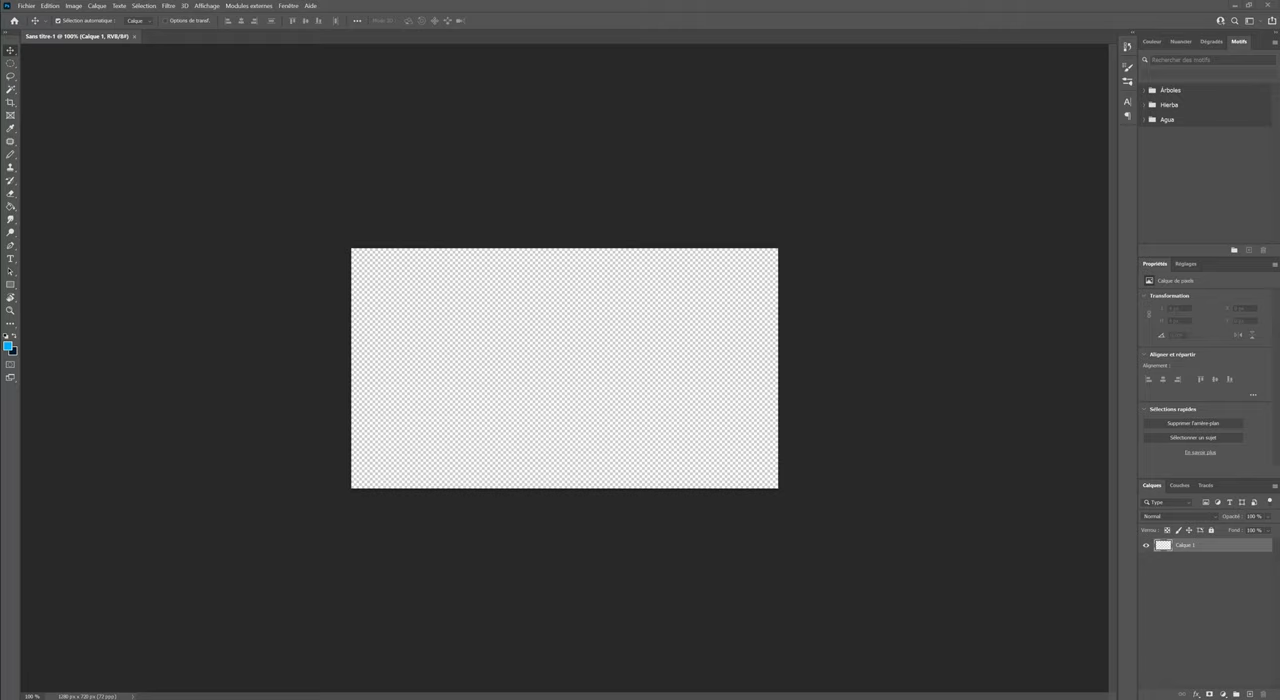 Fichier Edition Image Calque Texte Sélection Filtre 3D Affichage Modules externes Fenêtre Aide
Sélection automatique : Calque Options de transf. Mode 3D :
Sans titre-1 @ 100% (Calque 1, RVB/8#) ×
Couleur Nuancier Dégradés Motifs
Rechercher des motifs
Árboles
Hierba
Agua
Propriétés Réglages
Calque de pixels
Transformation
Aligner et répartir
Alignement :
Sélections rapides
Supprimer l'arrière-plan
Sélectionner un sujet
En savoir plus
Calques Couches Tracés
Type
Normal Opacité : 100 %
Verrou : Fond : 100 %
Calque 1
100 % 1280 px x 720 px (72 ppp)